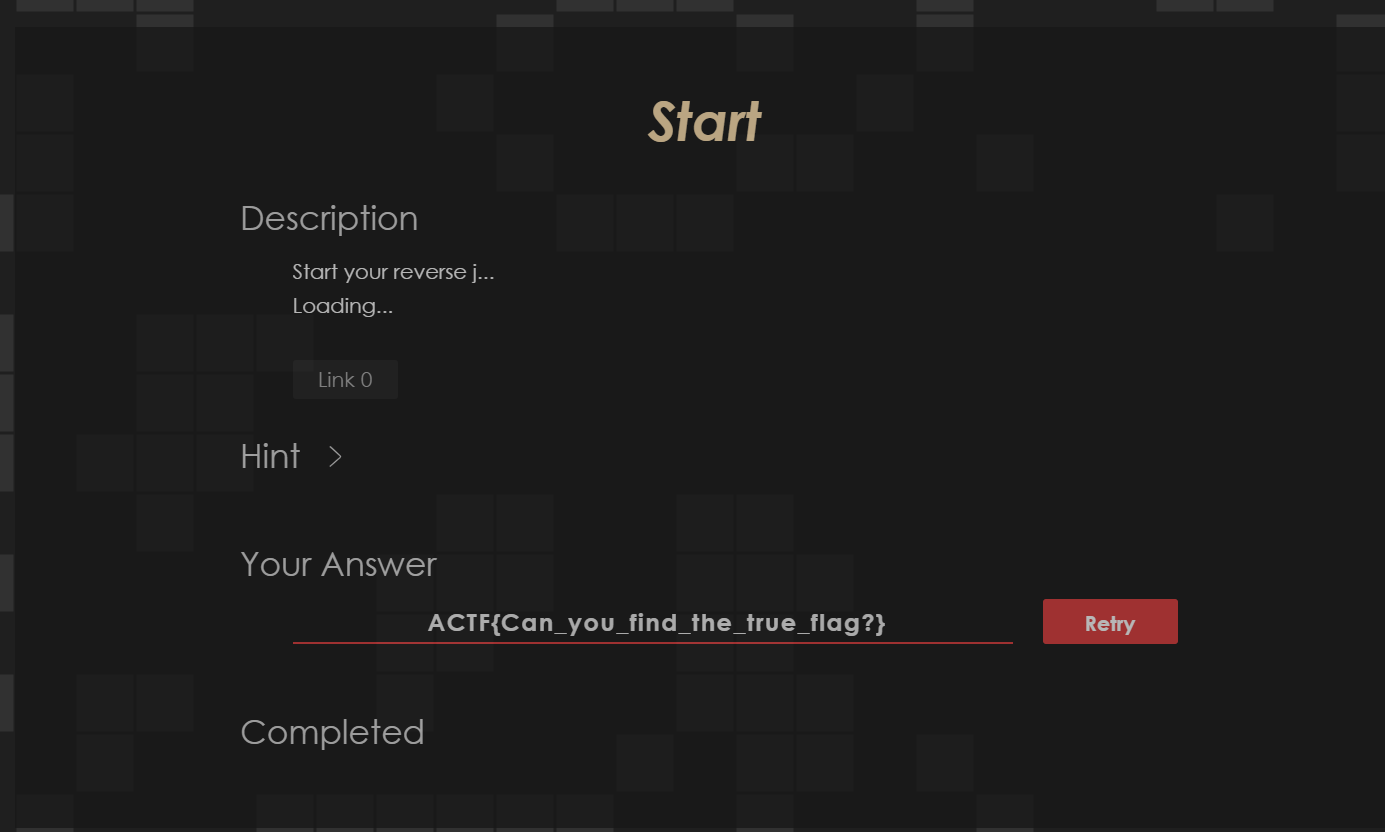 Start
Description
Start your reverse j...
Loading...
Link 0
Hint
Your Answer
ACTF{Can_you_find_the_true_flag?}
Retry
Completed